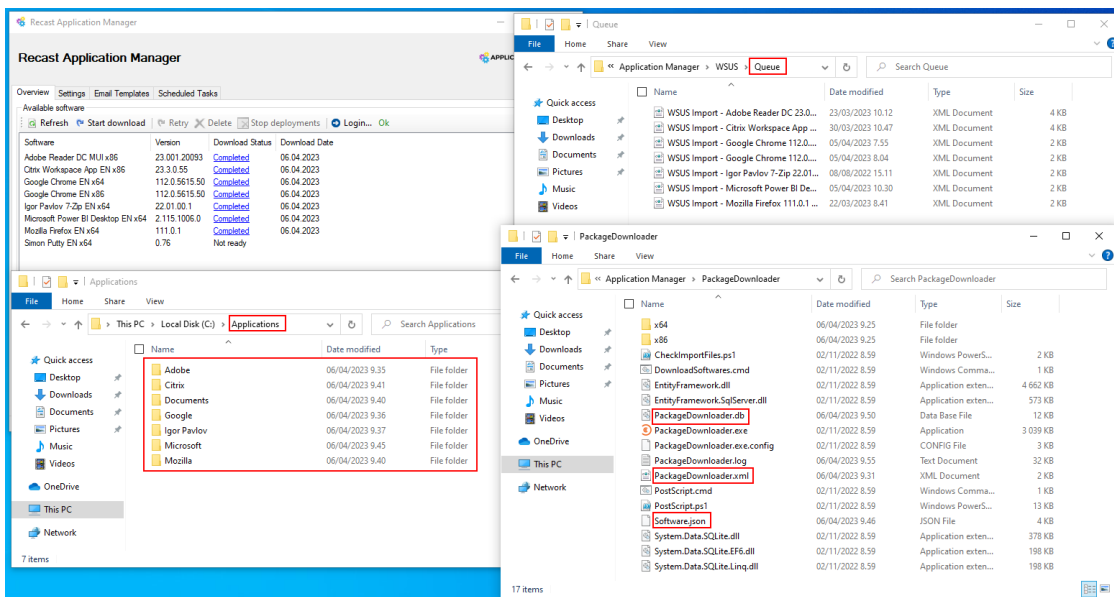 Recast Application Manager
Recast Application Manager
APPLIC
Overview Settings Email Templates Scheduled Tasks
Available software
Refresh Start download Retry Delete Stop deployments Login... Ok
Software Version Download Status Download Date
Adobe Reader DC MUI x86 23.001.20093 Completed 06.04.2023
Citrix Workspace App EN x86 23.3.0.55 Completed 06.04.2023
Google Chrome EN x64 112.0.5615.50 Completed 06.04.2023
Google Chrome EN x86 112.0.5615.50 Completed 06.04.2023
Igor Pavlov 7-Zip EN x64 22.01.00.1 Completed 06.04.2023
Microsoft Power BI Desktop EN x64 2.115.1006.0 Completed 06.04.2023
Mozilla Firefox EN x64 111.0.1 Completed 06.04.2023
Simon Putty EN x64 0.76 Not ready
Queue
File Home Share View
« Application Manager > WSUS > Queue
Search Queue
Name Date modified Type Size
Quick access
Desktop
Downloads
Documents
Pictures
Music
Videos
WSUS Import - Adobe Reader DC 23.0... 23/03/2023 10.12 XML Document 4 KB
WSUS Import - Citrix Workspace App ... 30/03/2023 10.47 XML Document 4 KB
WSUS Import - Google Chrome 112.0.... 05/04/2023 7.55 XML Document 2 KB
WSUS Import - Google Chrome 112.0.... 05/04/2023 8.04 XML Document 2 KB
WSUS Import - Igor Pavlov 7-Zip 22.01... 08/08/2022 15.11 XML Document 2 KB
WSUS Import - Microsoft Power BI De... 05/04/2023 10.30 XML Document 2 KB
WSUS Import - Mozilla Firefox 111.0.1 ... 22/03/2023 8.41 XML Document 2 KB
Applications
File Home Share View
This PC > Local Disk (C:) > Applications
Search Applications
Name Date modified Type
Quick access
Desktop
Downloads
Documents
Pictures
Music
Videos
OneDrive
This PC
Network
Adobe 06/04/2023 9.35 File folder
Citrix 06/04/2023 9.41 File folder
Documents 06/04/2023 9.40 File folder
Google 06/04/2023 9.36 File folder
Igor Pavlov 06/04/2023 9.37 File folder
Microsoft 06/04/2023 9.45 File folder
Mozilla 06/04/2023 9.40 File folder
7 items
PackageDownloader
File Home Share View
« Application Manager > PackageDownloader
Search PackageDownloader
Name Date modified Type Size
Quick access
Desktop
Downloads
Documents
Pictures
Music
Videos
OneDrive
This PC
Network
x64 06/04/2023 9.25 File folder
x86 06/04/2023 9.25 File folder
CheckImportFiles.ps1 02/11/2022 8.59 Windows PowerS... 2 KB
DownloadSoftwares.cmd 02/11/2022 8.59 Windows Comma... 1 KB
EntityFramework.dll 02/11/2022 8.59 Application exten... 4 662 KB
EntityFramework.SqlServer.dll 02/11/2022 8.59 Application exten... 573 KB
PackageDownloader.db 06/04/2023 9.50 Data Base File 12 KB
PackageDownloader.exe 02/11/2022 8.59 Application 3 039 KB
PackageDownloader.exe.config 02/11/2022 8.59 CONFIG File 3 KB
PackageDownloader.log 06/04/2023 9.55 Text Document 32 KB
PackageDownloader.xml 06/04/2023 9.31 XML Document 2 KB
PostScript.cmd 02/11/2022 8.59 Windows Comma... 1 KB
PostScript.ps1 02/11/2022 8.59 Windows PowerS... 13 KB
Software.json 06/04/2023 9.46 JSON File 4 KB
System.Data.SQLite.dll 02/11/2022 8.59 Application exten... 378 KB
System.Data.SQLite.EF6.dll 02/11/2022 8.59 Application exten... 198 KB
System.Data.SQLite.Linq.dll 02/11/2022 8.59 Application exten... 198 KB
17 items